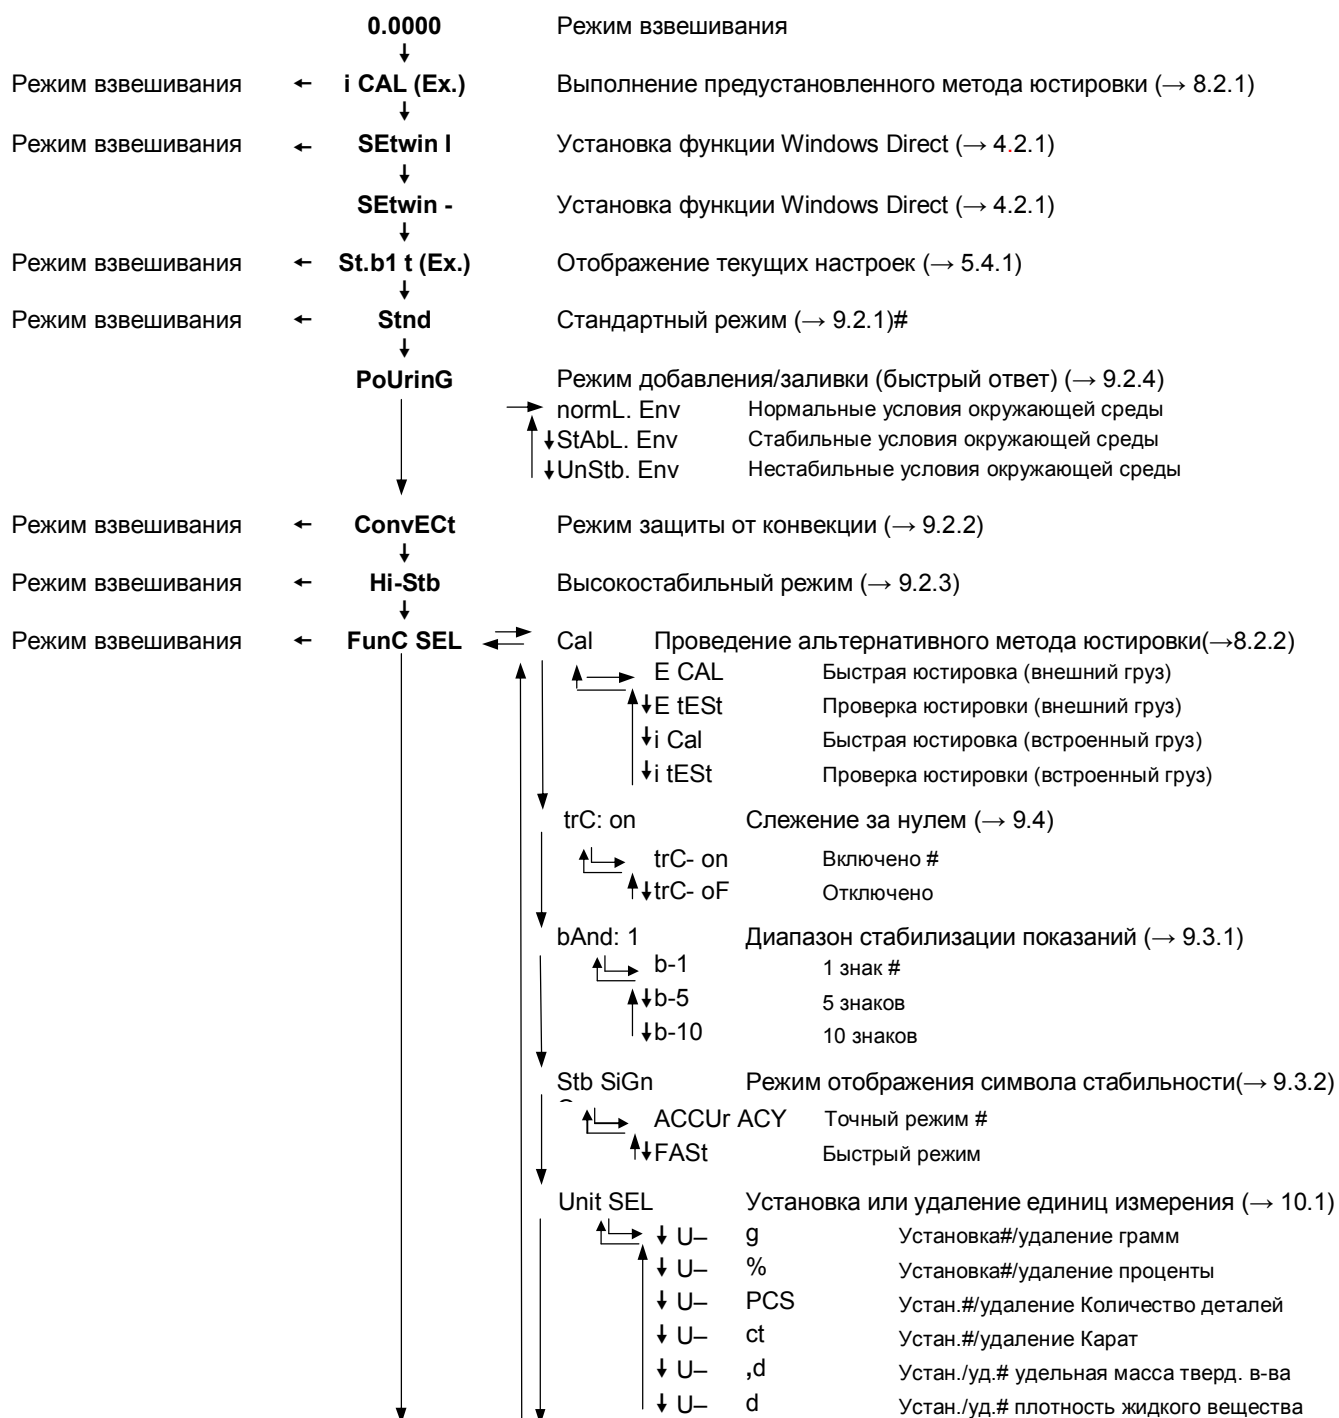 0.0000 Режим взвешивания
Режим взвешивания ← i CAL (Ex.) Выполнение предустановленного метода юстировки (→ 8.2.1)
Режим взвешивания ← SEtwin I Установка функции Windows Direct (→ 4.2.1)
SEtwin - Установка функции Windows Direct (→ 4.2.1)
Режим взвешивания ← St.b1 t (Ex.) Отображение текущих настроек (→ 5.4.1)
Режим взвешивания ← Stnd Стандартный режим (→ 9.2.1)#
PoUrinG Режим добавления/заливки (быстрый ответ) (→ 9.2.4)
normL. Env Нормальные условия окружающей среды
StAbL. Env Стабильные условия окружающей среды
UnStb. Env Нестабильные условия окружающей среды
Режим взвешивания ← ConvECt Режим защиты от конвекции (→ 9.2.2)
Режим взвешивания ← Hi-Stb Высокостабильный режим (→ 9.2.3)
Режим взвешивания ← FunC SEL Cal Проведение альтернативного метода юстировки(→8.2.2)
E CAL Быстрая юстировка (внешний груз)
E tESt Проверка юстировки (внешний груз)
i Cal Быстрая юстировка (встроенный груз)
i tESt Проверка юстировки (встроенный груз)
trC: on Слежение за нулем (→ 9.4)
trC- on Включено #
trC- oF Отключено
bAnd: 1 Диапазон стабилизации показаний (→ 9.3.1)
b-1 1 знак #
b-5 5 знаков
b-10 10 знаков
Stb SiGn Режим отображения символа стабильности(→ 9.3.2)
ACCUr ACY Точный режим #
FASt Быстрый режим
Unit SEL Установка или удаление единиц измерения (→ 10.1)
U– g Установка#/удаление грамм
U– % Установка#/удаление проценты
U– PCS Устан.#/удаление Количество деталей
U– ct Устан.#/удаление Карат
U– ,d Устан./уд.# удельная масса тверд. в-ва
U– d Устан./уд.# плотность жидкого вещества